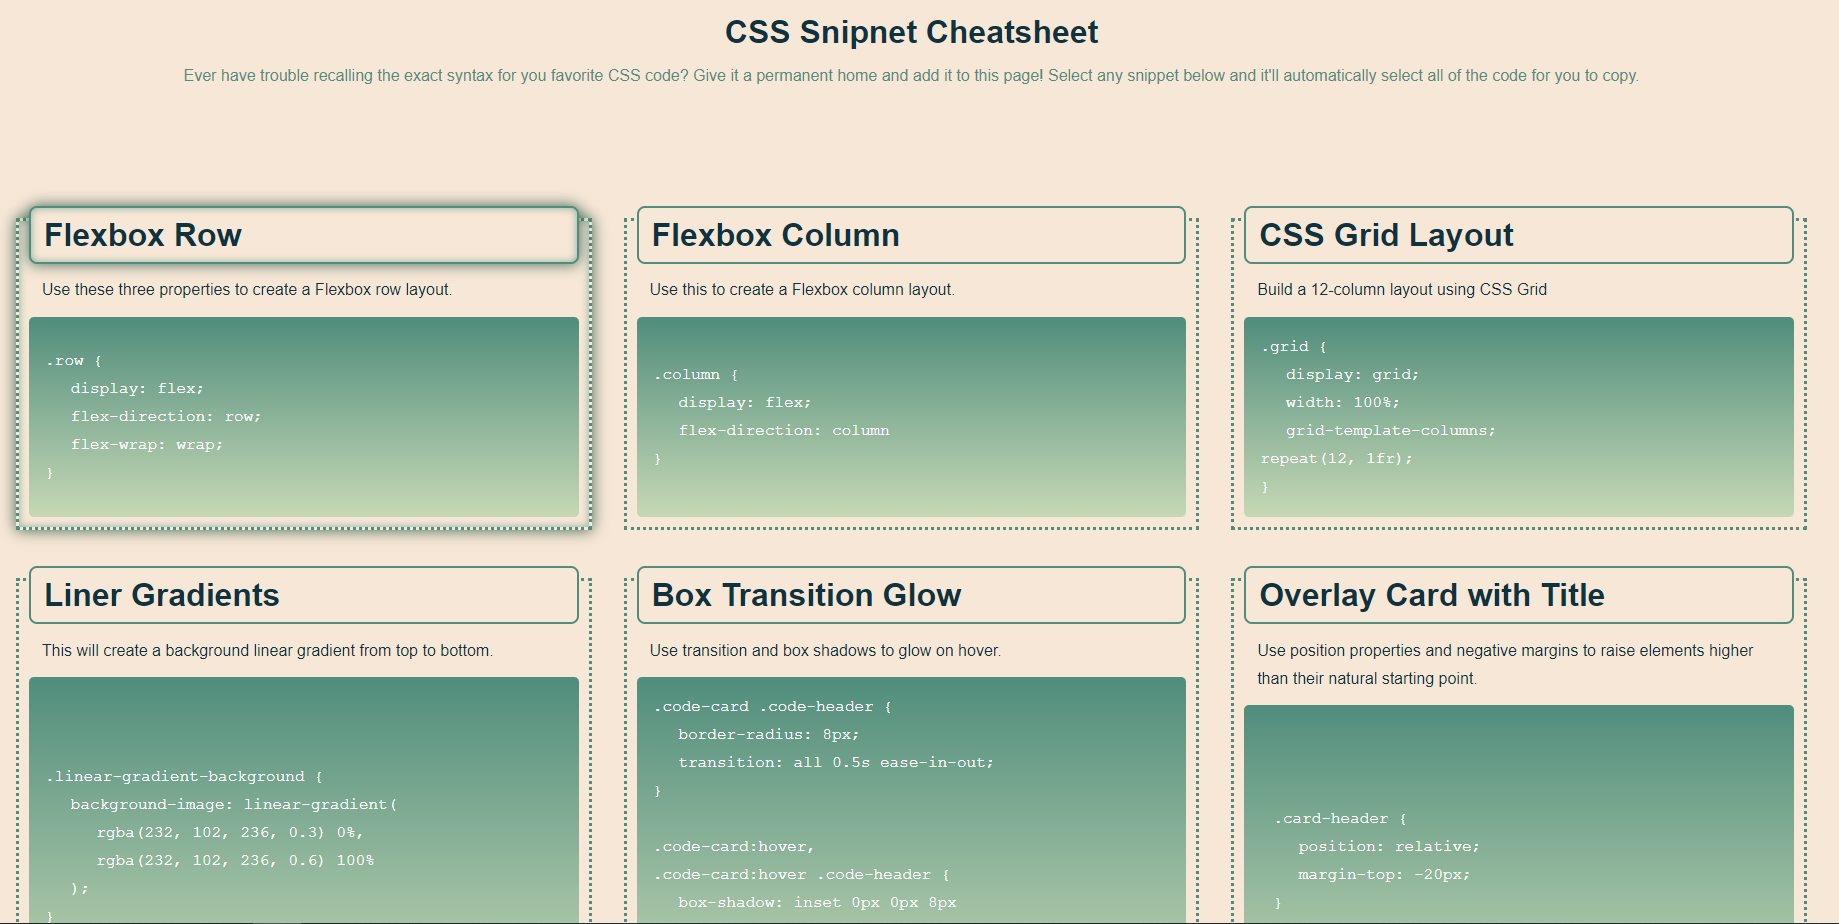 CSS Snipnet Cheatsheet
Ever have trouble recalling the exact syntax for you favorite CSS code? Give it a permanent home and add it to this page! Select any snippet below and it'll automatically select all of the code for you to copy.
Flexbox Row
Use these three properties to create a Flexbox row layout.
.row {
display: flex;
flex-direction: row;
flex-wrap: wrap;
}
Flexbox Column
Use this to create a Flexbox column layout.
.column {
display: flex;
flex-direction: column
}
CSS Grid Layout
Build a 12-column layout using CSS Grid
.grid {
display: grid;
width: 100%;
grid-template-columns;
repeat(12, 1fr);
}
Liner Gradients
This will create a background linear gradient from top to bottom.
.linear-gradient-background {
background-image: linear-gradient(
rgba(232, 102, 236, 0.3) 0%,
rgba(232, 102, 236, 0.6) 100%
);
}
Box Transition Glow
Use transition and box shadows to glow on hover.
.code-card .code-header {
border-radius: 8px;
transition: all 0.5s ease-in-out;
}
.code-card:hover,
.code-card:hover .code-header {
box-shadow: inset 0px 0px 8px
Overlay Card with Title
Use position properties and negative margins to raise elements higher
than their natural starting point.
.card-header {
position: relative;
margin-top: -20px;
}